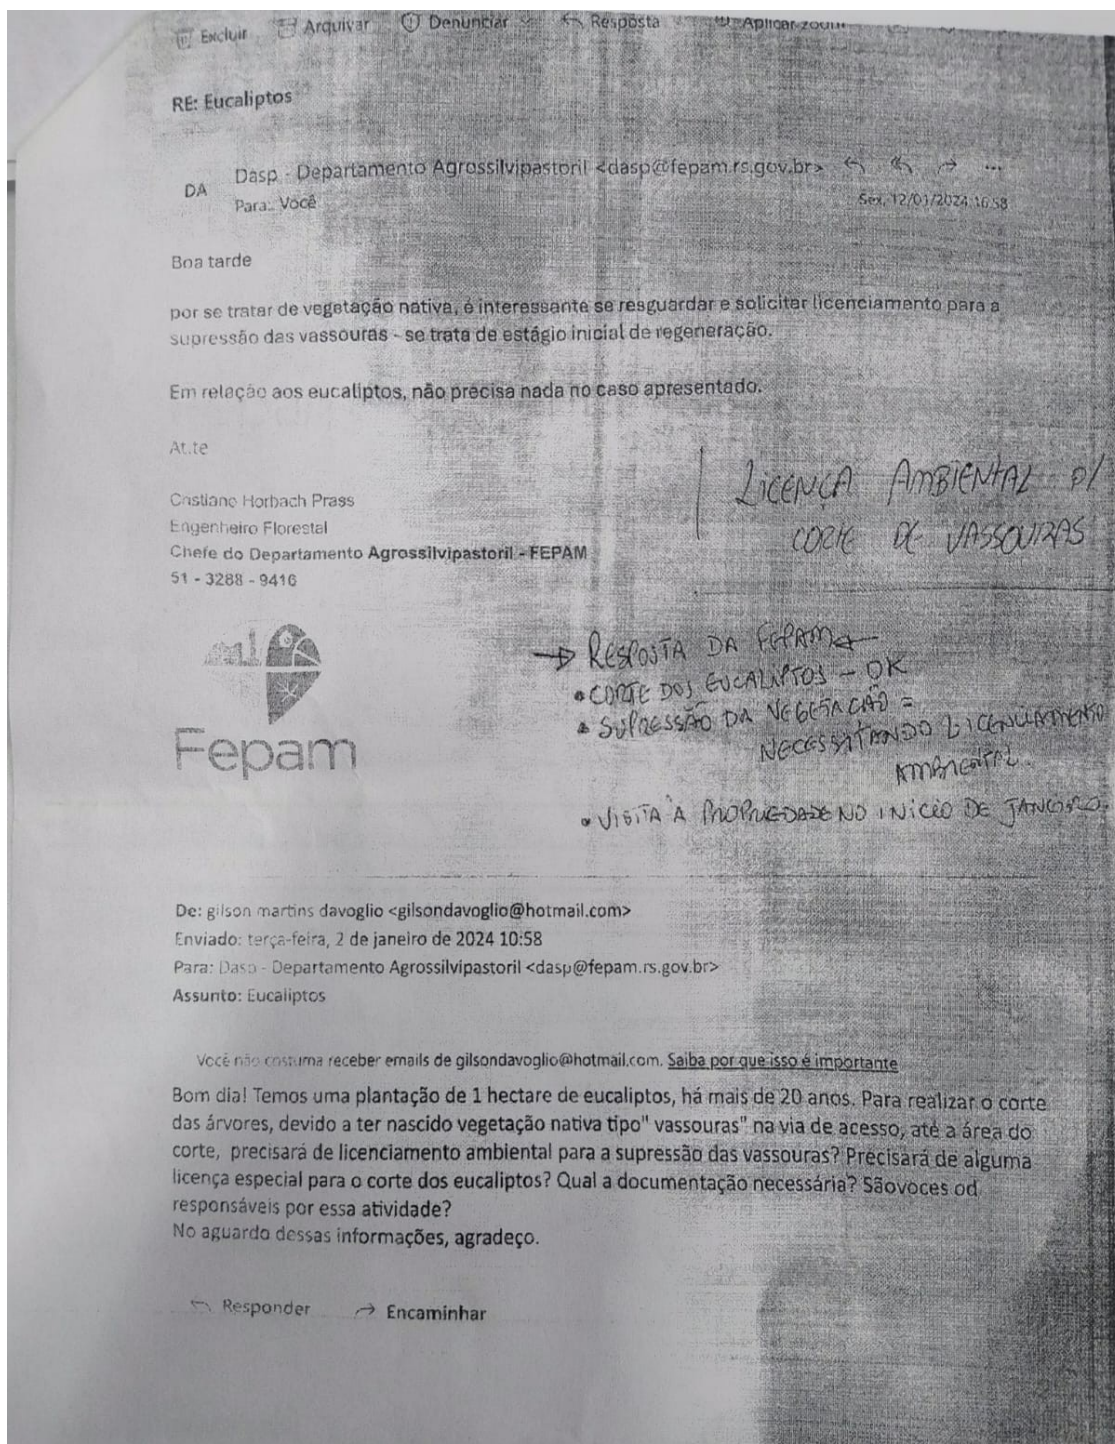 Excluir Arquivar Denunciar Resposta Aplicar zoom
RE: Eucaliptos
DA
Dasp - Departamento Agrossilvipastoril <dasp@fepam.rs.gov.br>
Para: Você
Sex, 12/01/2024 16:58
Boa tarde
por se tratar de vegetação nativa, é interessante se resguardar e solicitar licenciamento para a
supressão das vassouras - se trata de estágio inicial de regeneração.
Em relação aos eucaliptos, não precisa nada no caso apresentado.
At.te
LICENÇA AMBIENTAL P/
CORTE DE VASSOURAS
Cristiano Horbach Prass
Engenheiro Florestal
Chefe do Departamento Agrossilvipastoril - FEPAM
51 - 3288 - 9416
→ RESPOSTA DA FEPAM ←
• CORTE DOS EUCALIPTOS - OK
• SUPRESSÃO DA VEGETAÇÃO =
NECESSITANDO LICENCIAMENTO
AMBIENTAL.
• VISITA À PROPRIEDADE NO INÍCIO DE JANEIRO.
Fepam
De: gilson martins davoglio <gilsondavoglio@hotmail.com>
Enviado: terça-feira, 2 de janeiro de 2024 10:58
Para: Dasp - Departamento Agrossilvipastoril <dasp@fepam.rs.gov.br>
Assunto: Eucaliptos
Você não costuma receber emails de gilsondavoglio@hotmail.com. Saiba por que isso é importante
Bom dia! Temos uma plantação de 1 hectare de eucaliptos, há mais de 20 anos. Para realizar o corte
das árvores, devido a ter nascido vegetação nativa tipo" vassouras" na via de acesso, até a área do
corte, precisará de licenciamento ambiental para a supressão das vassouras? Precisará de alguma
licença especial para o corte dos eucaliptos? Qual a documentação necessária? Sãovoces od
responsáveis por essa atividade?
No aguardo dessas informações, agradeço.
Responder Encaminhar